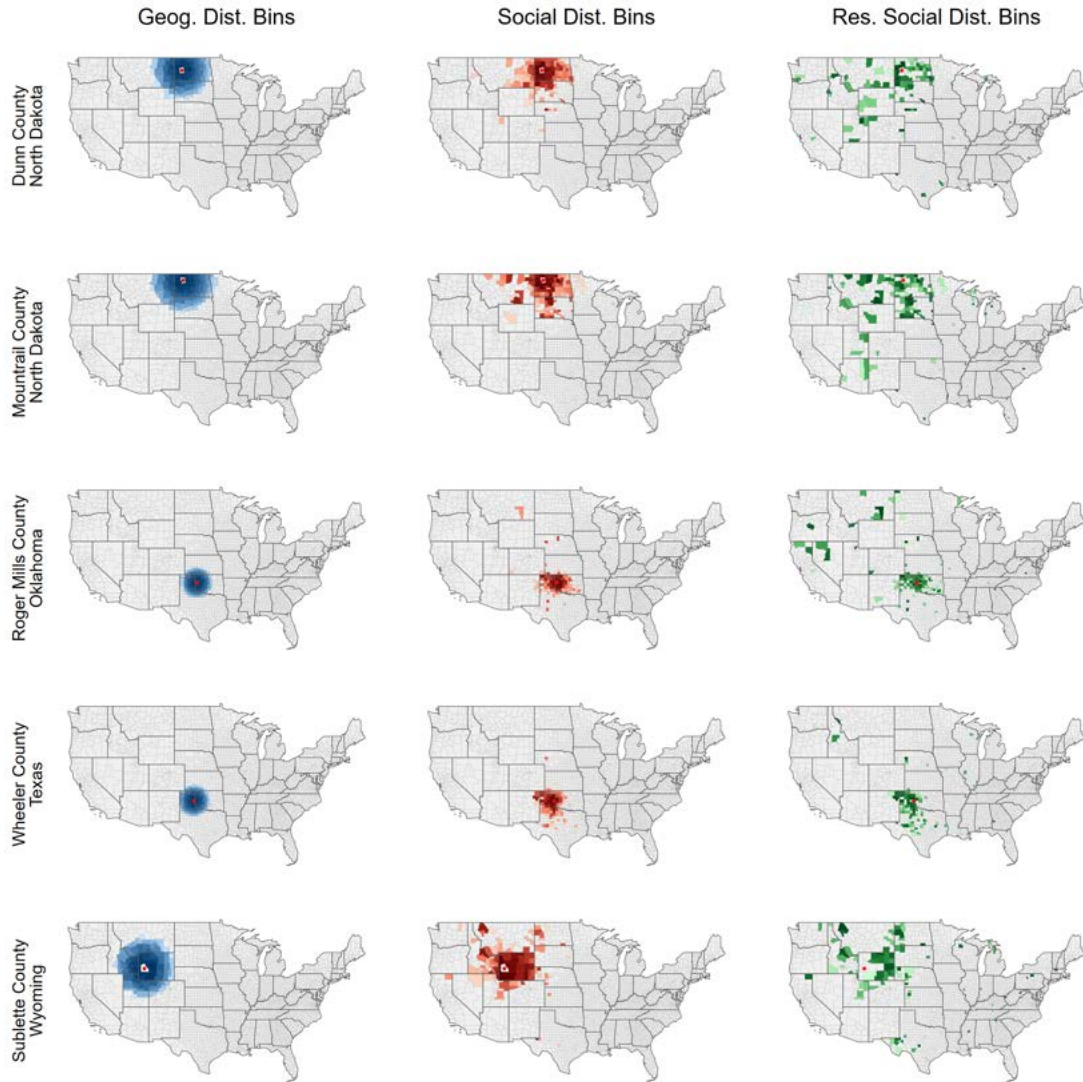 Geog. Dist. Bins
Social Dist. Bins
Res. Social Dist. Bins
Dunn County
North Dakota
Mountrail County
North Dakota
Roger Mills County
Oklahoma
Wheeler County
Texas
Sublette County
Wyoming